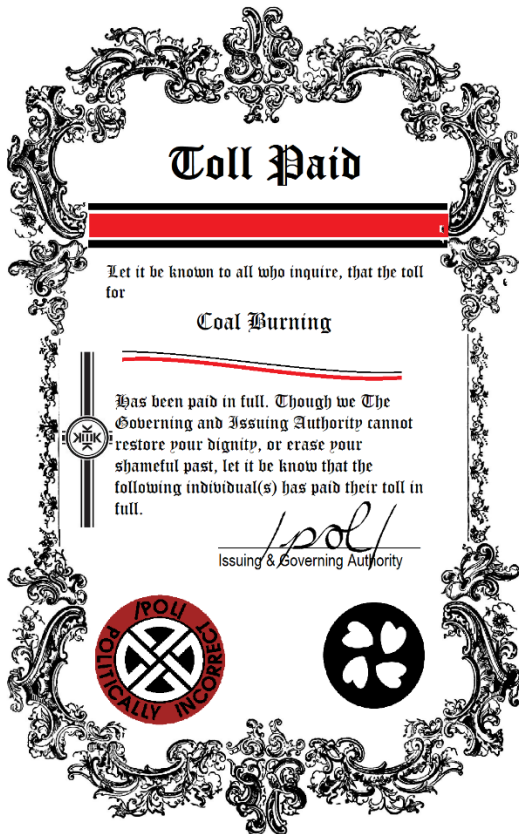 Toll Paid
Let it be known to all who inquire, that the toll
for
Coal Burning
Has been paid in full. Though we The
Governing and Issuing Authority cannot
restore your dignity, or erase your
shameful past, let it be know that the
following individual(s) has paid their toll in
full.
/pol/
Issuing & Governing Authority
/POL/
POLITICALLY INCORRECT